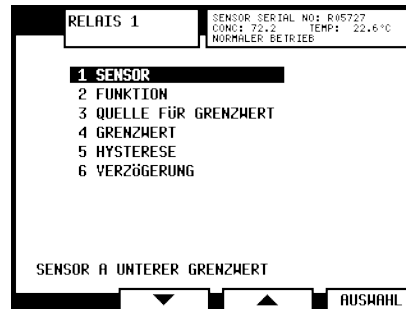 RELAIS 1
SENSOR SERIAL NO: R05727
CONC: 72.2 TEMP: 22.6°C
NORMALER BETRIEB
1 SENSOR
2 FUNKTION
3 QUELLE FÜR GRENZWERT
4 GRENZWERT
5 HYSTERESE
6 VERZÖGERUNG
SENSOR A UNTERER GRENZWERT
AUSWAHL